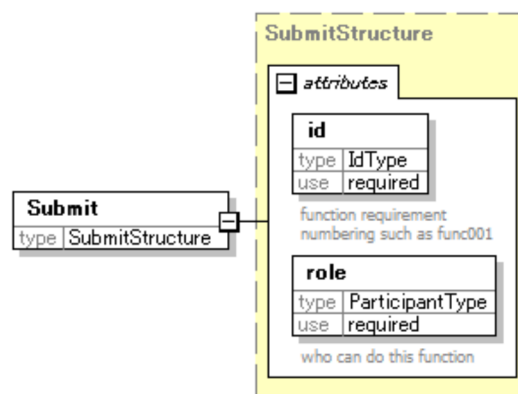 SubmitStructure
attributes
id
type IdType
use required
function requirement
numbering such as func001
Submit
type SubmitStructure
role
type ParticipantType
use required
who can do this function